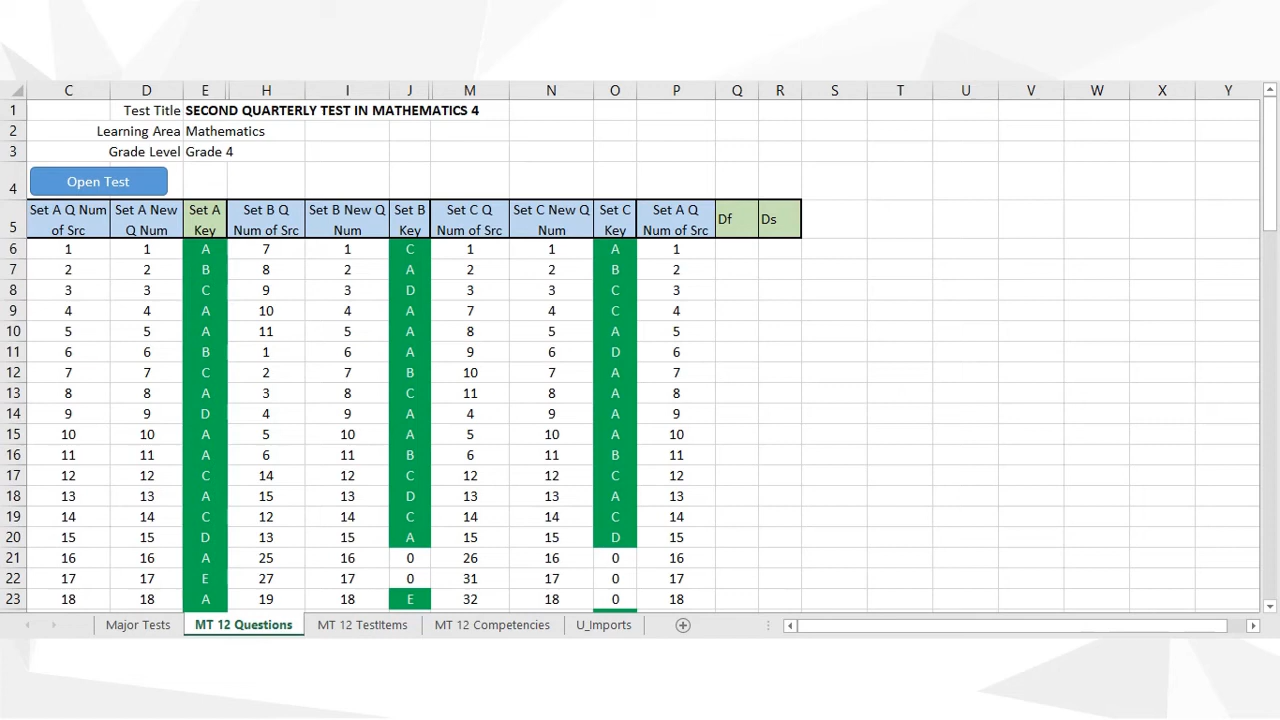 C D E H I J M N O P Q R S T U V W X Y
1 Test Title SECOND QUARTERLY TEST IN MATHEMATICS 4
2 Learning Area Mathematics
3 Grade Level Grade 4
4 Open Test
5 Set A Q Num of Src Set A New Q Num Set A Key Set B Q Num of Src Set B New Q Num Set B Key Set C Q Num of Src Set C New Q Num Set C Key Set A Q Num of Src Df Ds
6 1 1 A 7 1 C 1 1 A 1
7 2 2 B 8 2 A 2 2 B 2
8 3 3 C 9 3 D 3 3 C 3
9 4 4 A 10 4 A 7 4 C 4
10 5 5 A 11 5 A 8 5 A 5
11 6 6 B 1 6 A 9 6 D 6
12 7 7 C 2 7 B 10 7 A 7
13 8 8 A 3 8 C 11 8 A 8
14 9 9 D 4 9 A 4 9 A 9
15 10 10 A 5 10 A 5 10 A 10
16 11 11 A 6 11 B 6 11 B 11
17 12 12 C 14 12 C 12 12 C 12
18 13 13 A 15 13 D 13 13 A 13
19 14 14 C 12 14 C 14 14 C 14
20 15 15 D 13 15 A 15 15 D 15
21 16 16 A 25 16 0 26 16 0 16
22 17 17 E 27 17 0 31 17 0 17
23 18 18 A 19 18 E 32 18 0 18
Major Tests MT 12 Questions MT 12 TestItems MT 12 Competencies U_Imports